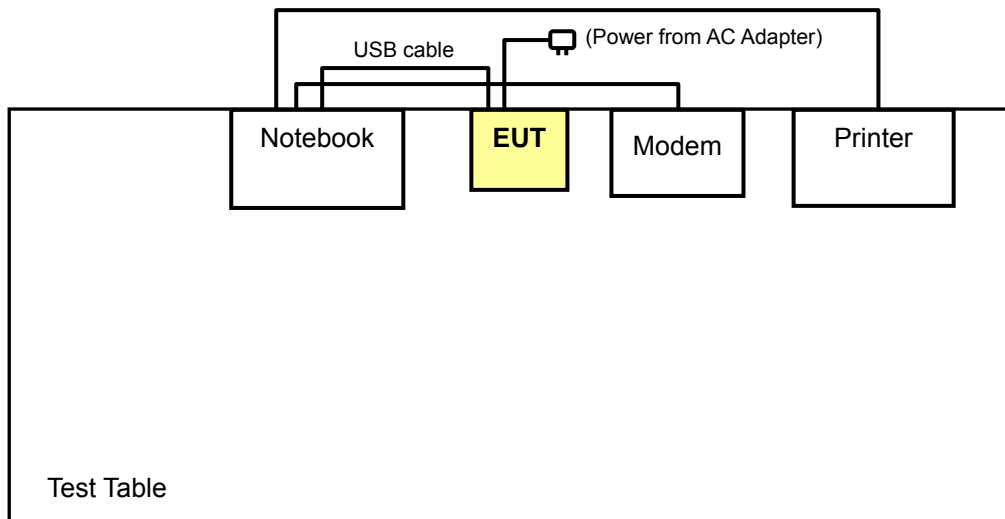 (Power from AC Adapter)
USB cable
Notebook
EUT
Modem
Printer
Test Table